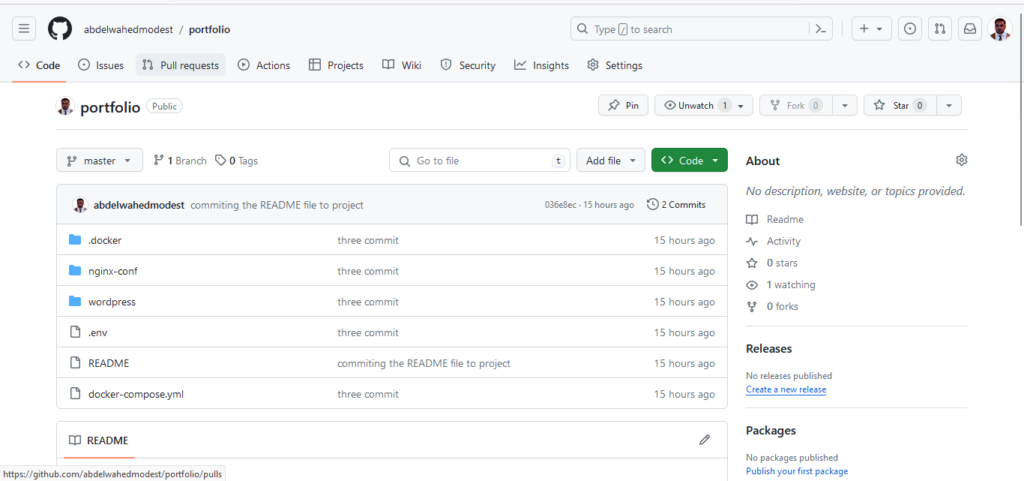 abdelwahedmodest / portfolio
Type / to search
Code Issues Pull requests Actions Projects Wiki Security Insights Settings
portfolio Public
Pin Unwatch 1 Fork 0 Star 0
master 1 Branch 0 Tags
Go to file t Add file Code
abdelwahedmodest commiting the README file to project 036e8ec · 15 hours ago 2 Commits
.docker three commit 15 hours ago
nginx-conf three commit 15 hours ago
wordpress three commit 15 hours ago
.env three commit 15 hours ago
README commiting the README file to project 15 hours ago
docker-compose.yml three commit 15 hours ago
README
About
No description, website, or topics provided.
Readme
Activity
0 stars
1 watching
0 forks
Releases
No releases published
Create a new release
Packages
No packages published
Publish your first package
https://github.com/abdelwahedmodest/portfolio/pulls